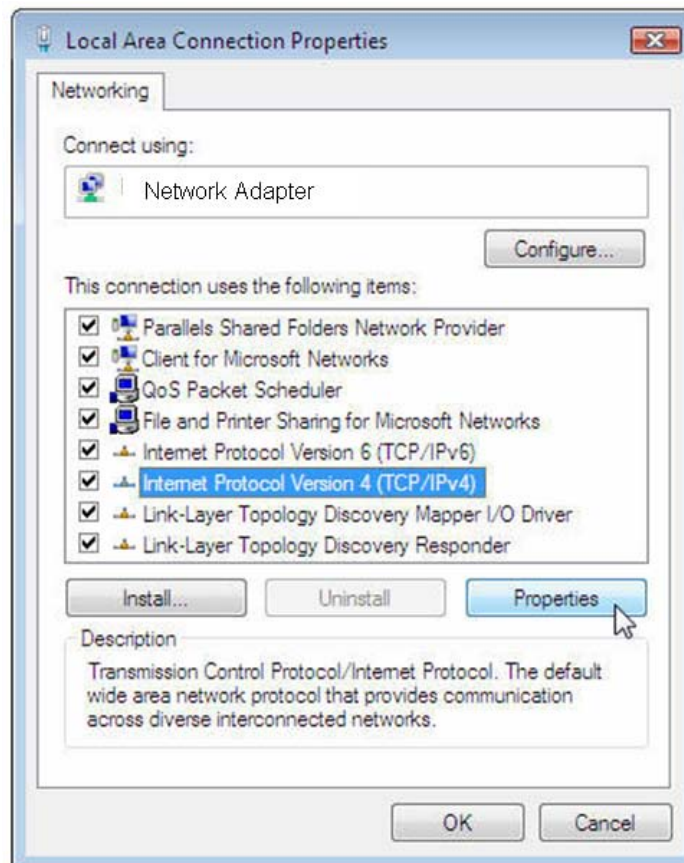 Local Area Connection Properties
Networking
Connect using:
Network Adapter
Configure...
This connection uses the following items:
Parallels Shared Folders Network Provider
Client for Microsoft Networks
QoS Packet Scheduler
File and Printer Sharing for Microsoft Networks
Internet Protocol Version 6 (TCP/IPv6)
Internet Protocol Version 4 (TCP/IPv4)
Link-Layer Topology Discovery Mapper I/O Driver
Link-Layer Topology Discovery Responder
Install... Uninstall Properties
Description
Transmission Control Protocol/Internet Protocol. The default
wide area network protocol that provides communication
across diverse interconnected networks.
OK Cancel